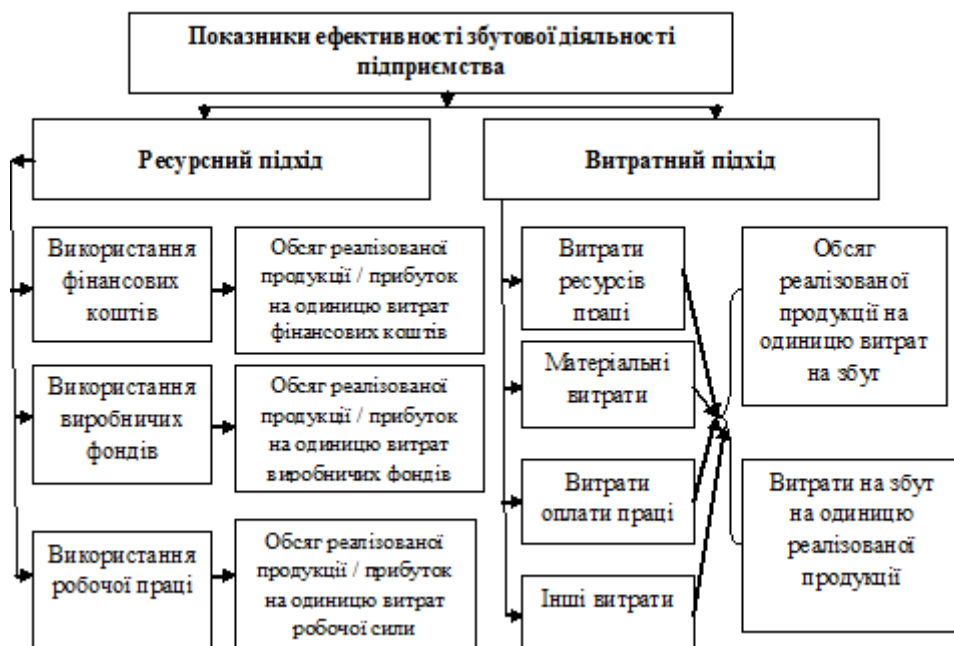 Показники ефективності збутової діяльності
підприємства
Ресурсний підхід
Витратний підхід
Використання
фінансових
коштів
Обсяг реалізованої
продукції / прибуток
на одиницю витрат
фінансових коштів
Використання
виробничих
фондів
Обсяг реалізованої
продукції / прибуток
на одиницю витрат
виробничих фондів
Використання
робочої праці
Обсяг реалізованої
продукції / прибуток
на одиницю витрат
робочої сили
Витрати
ресурсів
праці
Матеріальні
витрати
Витрати
оплати праці
Інші витрати
Обсяг
реалізованої
продукції на
одиницю витрат
на збут
Витрати на збут
на одиницю
реалізованої
продукції